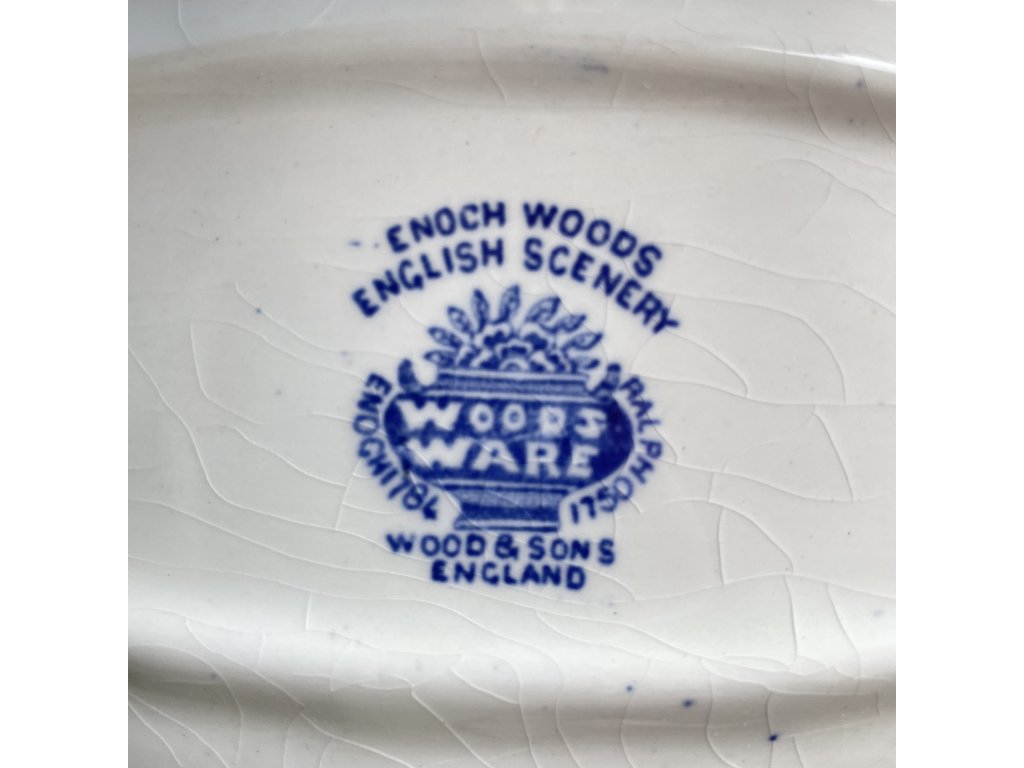 ENOCH WOODS
ENGLISH SCENERY
WOODS
WARE
ENOCH 1784
RALPH 1750
WOOD & SONS
ENGLAND